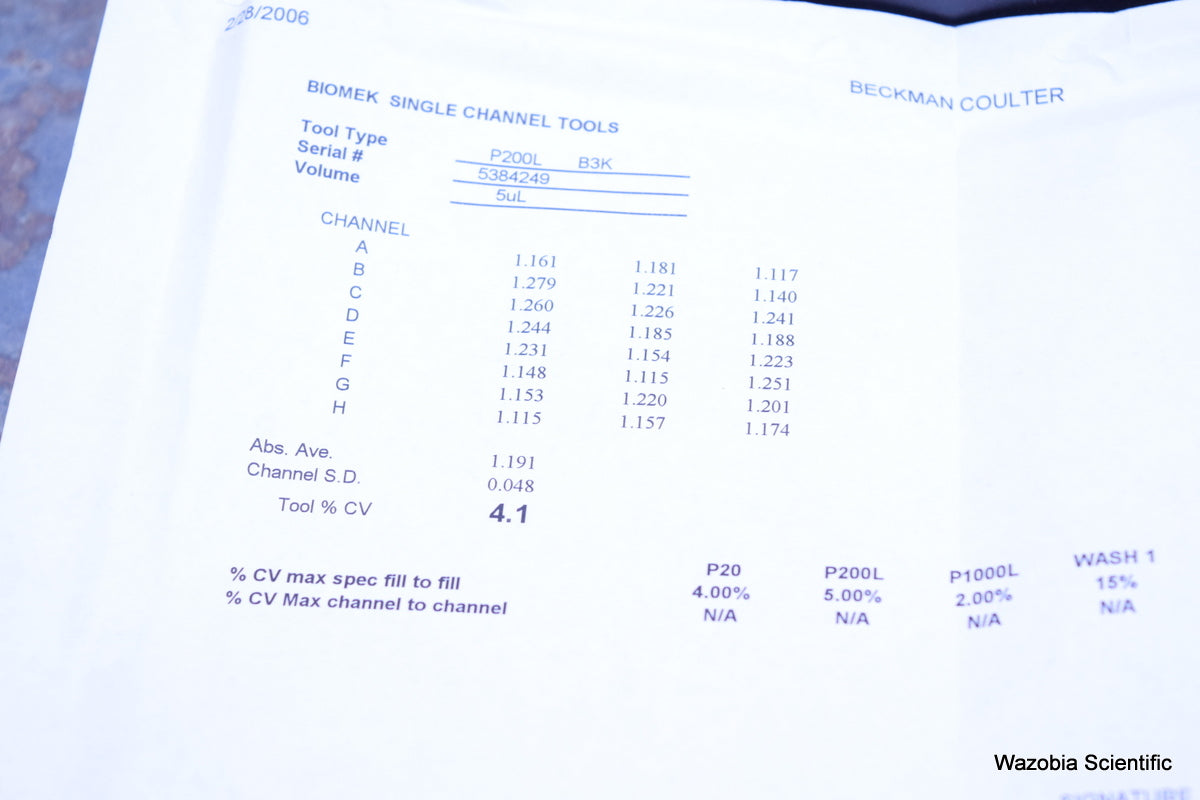 2/28/2006
BECKMAN COULTER
BIOMEK SINGLE CHANNEL TOOLS
Tool Type P200L B3K
Serial # 5384249
Volume 5uL
CHANNEL
A 1.161 1.181 1.117
B 1.279 1.221 1.140
C 1.260 1.226 1.241
D 1.244 1.185 1.188
E 1.231 1.154 1.223
F 1.148 1.115 1.251
G 1.153 1.220 1.201
H 1.115 1.157 1.174
Abs. Ave. 1.191
Channel S.D. 0.048
Tool % CV 4.1
P20 P200L P1000L WASH 1
% CV max spec fill to fill 4.00% 5.00% 2.00% 15%
% CV Max channel to channel N/A N/A N/A N/A
SIGNATURE
Wazobia Scientific